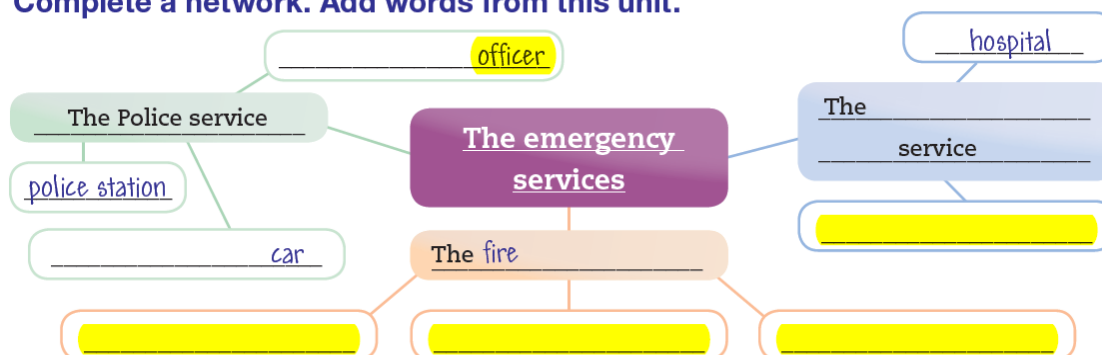 Complete a network. Add words from this unit.
officer
hospital
The Police service
The
service
The emergency
services
police station
car
The fire